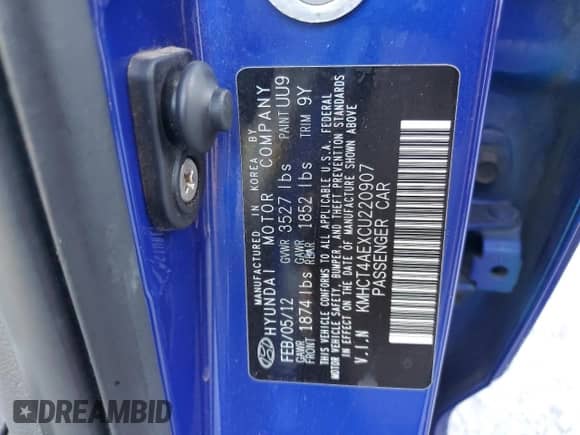 MANUFACTURED IN KOREA BY
HYUNDAI MOTOR COMPANY
FEB/05/12 GVWR 3527 lbs PAINT UU9
GAWR FRONT 1874 lbs GAWR REAR 1852 lbs TRIM 9Y
THIS VEHICLE CONFORMS TO ALL APPLICABLE U.S.A. FEDERAL
MOTOR VEHICLE SAFETY, BUMPER, AND THEFT PREVENTION STANDARDS
IN EFFECT ON THE DATE OF MANUFACTURE SHOWN ABOVE
V.I.N KMHCT4AEXCU220907
PASSENGER CAR
DREAMBID